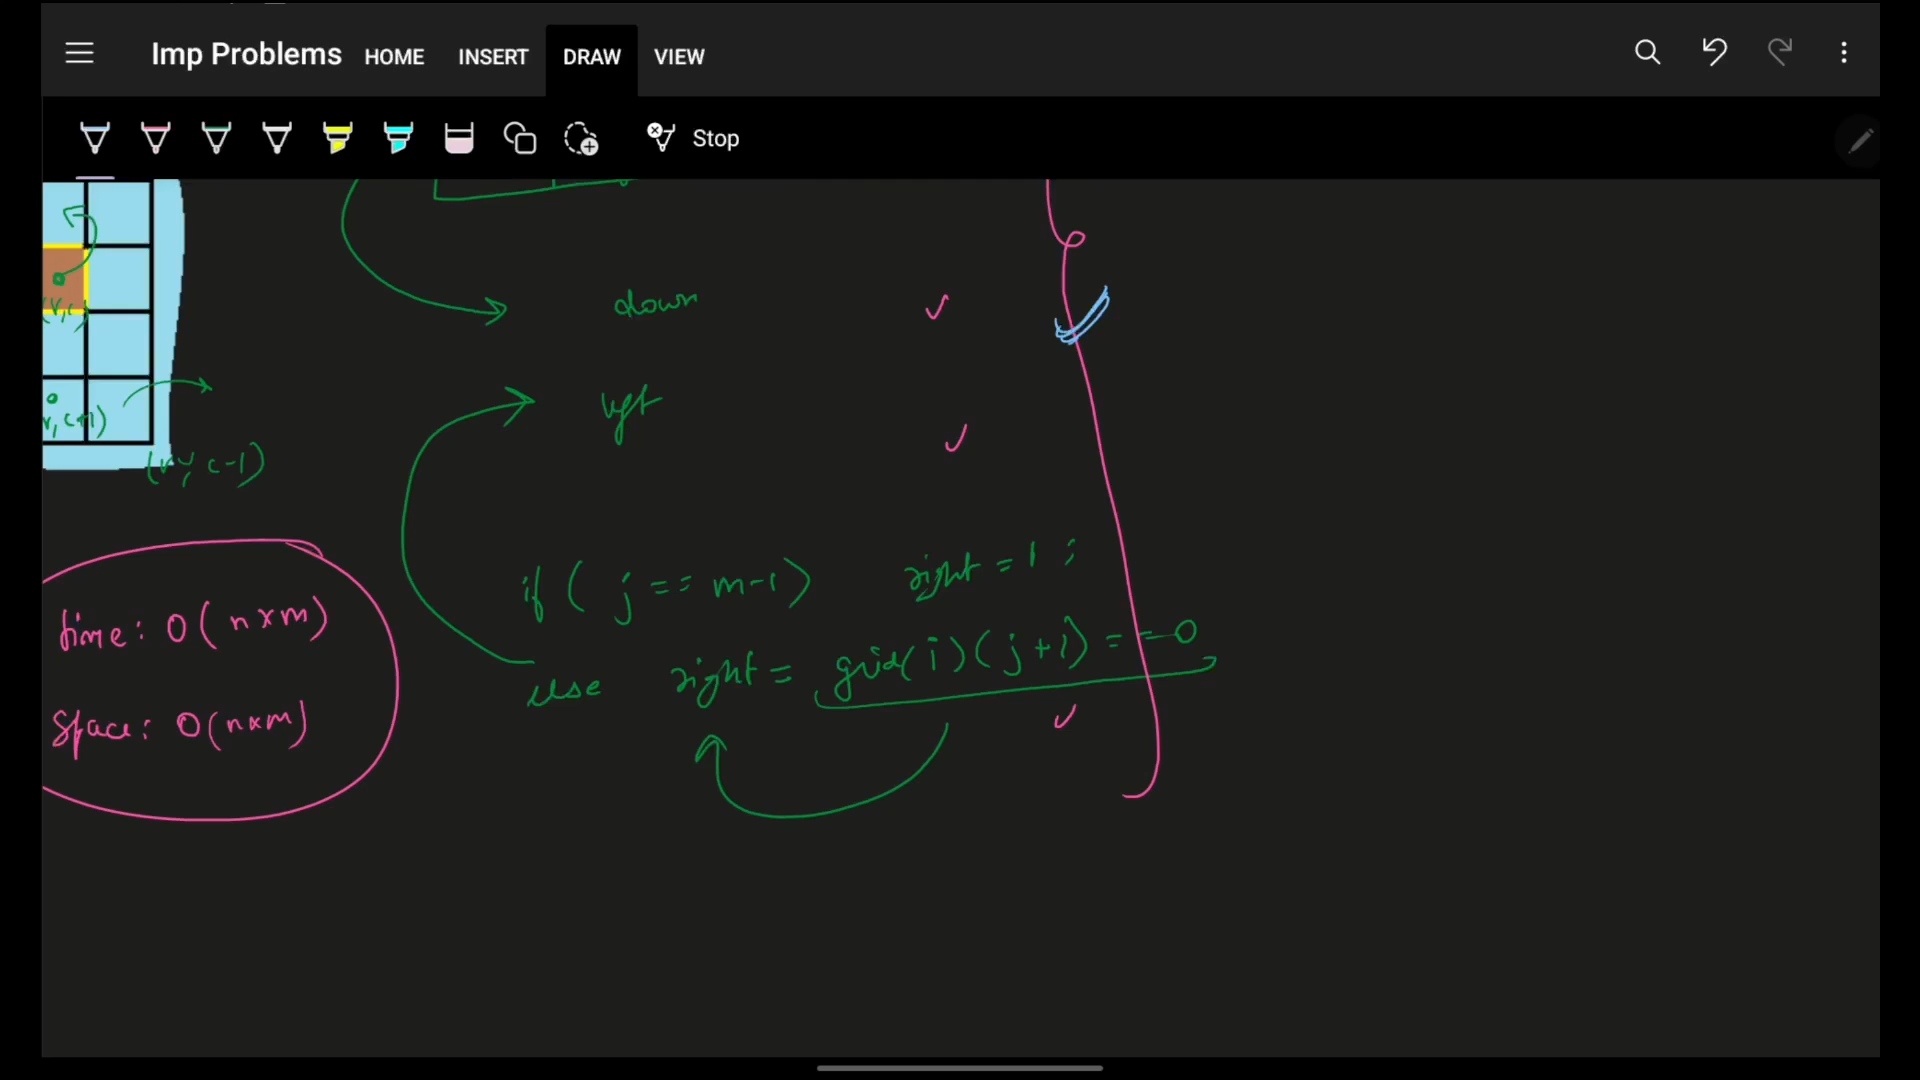 Imp Problems HOME INSERT DRAW VIEW
Stop
down
(r,c)
left
r,c+1)
if ( j == m-1) right = 1 ;
time: O(n×m)
else right = grid(i)(j+1) == 0
Space: O(n×m)